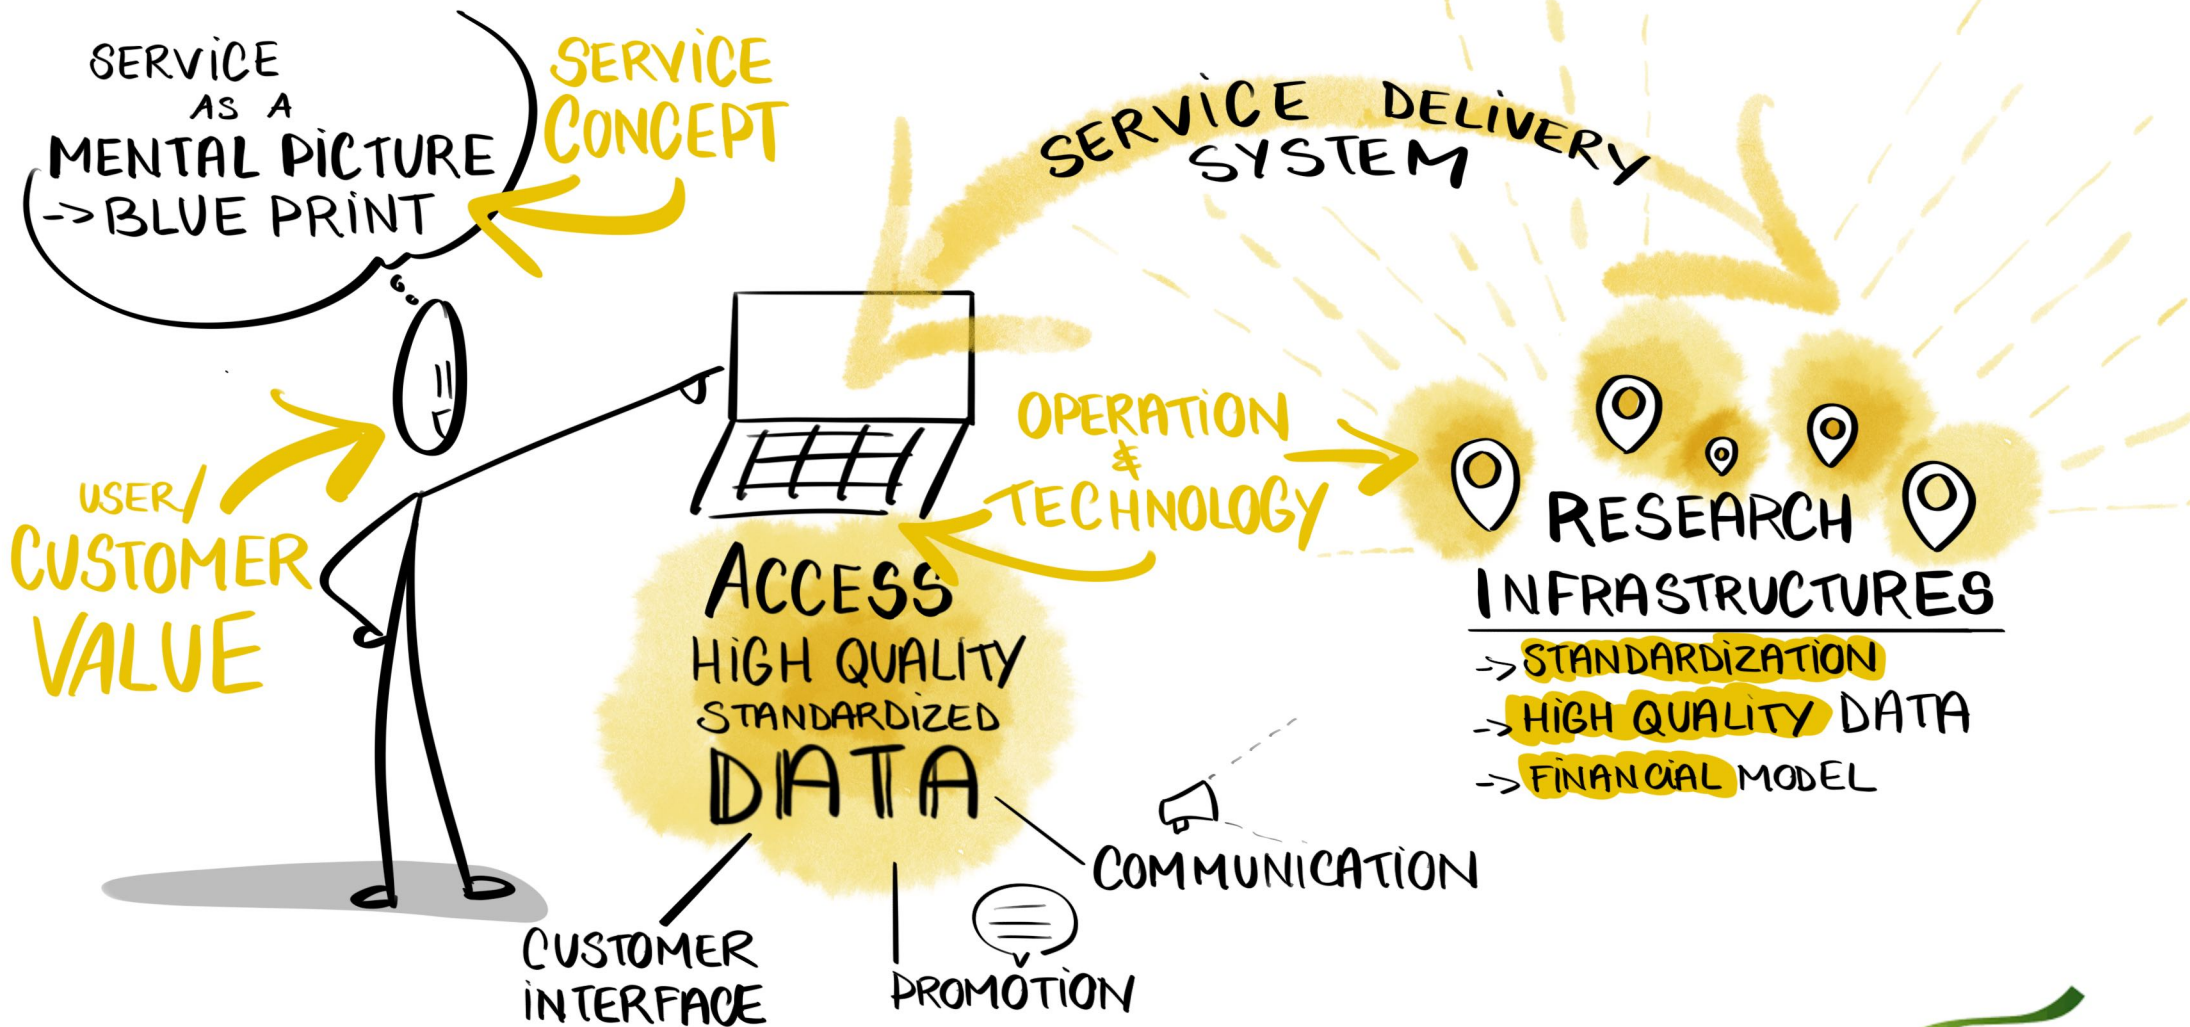 SERVICE
AS A
MENTAL PICTURE
-> BLUE PRINT
SERVICE
CONCEPT
SERVICE DELIVERY
SYSTEM
USER/
CUSTOMER
VALUE
OPERATION
&
TECHNOLOGY
ACCESS
HIGH QUALITY
STANDARDIZED
DATA
CUSTOMER
INTERFACE
PROMOTION
COMMUNICATION
RESEARCH
INFRASTRUCTURES
-> STANDARDIZATION
-> HIGH QUALITY DATA
-> FINANCIAL MODEL